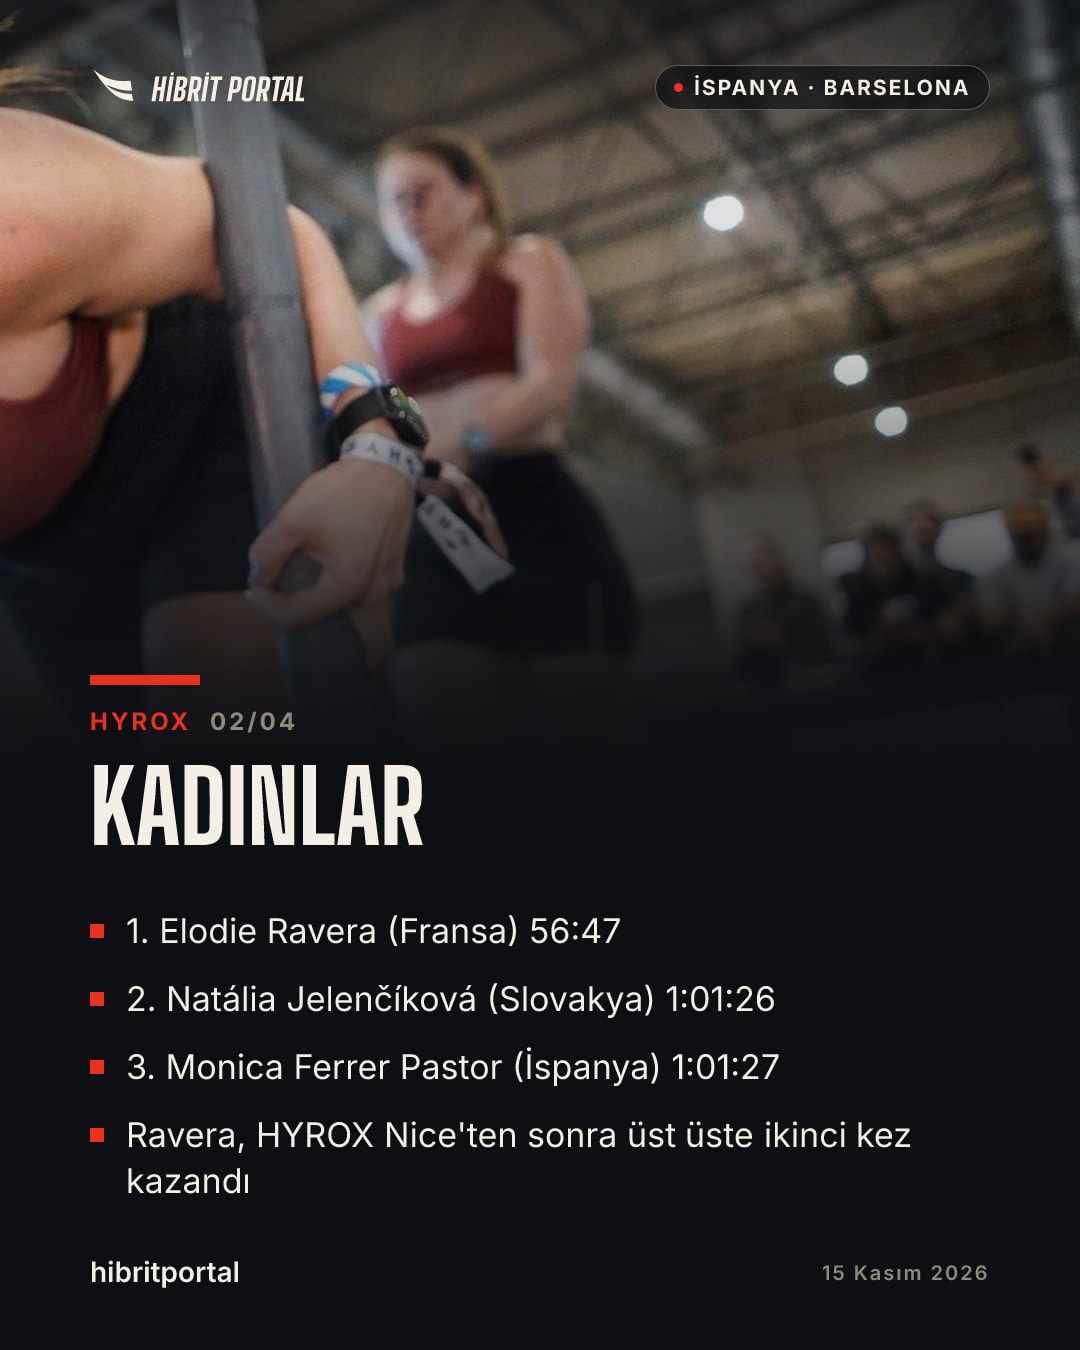 HİBRİT PORTAL
İSPANYA · BARSELONA
HYROX 02/04
KADINLAR
1. Elodie Ravera (Fransa) 56:47
2. Natália Jelenčíková (Slovakya) 1:01:26
3. Monica Ferrer Pastor (İspanya) 1:01:27
Ravera, HYROX Nice'ten sonra üst üste ikinci kez
kazandı
hibritportal
15 Kasım 2026